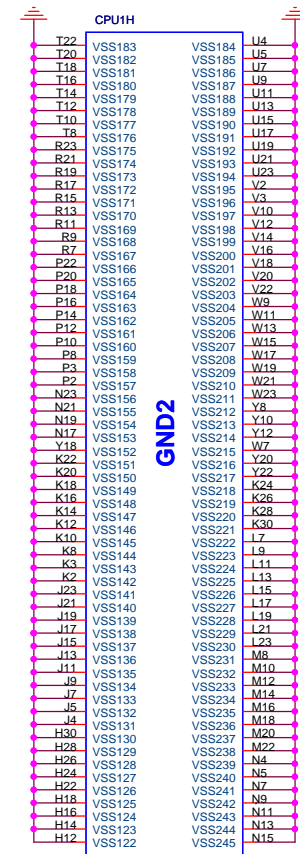 CPU1H
T22 VSS183 VSS184 U4
T20 VSS182 VSS185 U5
T18 VSS181 VSS186 U7
T16 VSS180 VSS187 U9
T14 VSS179 VSS188 U11
T12 VSS178 VSS189 U13
T10 VSS177 VSS190 U15
T8 VSS176 VSS191 U17
R23 VSS175 VSS192 U19
R21 VSS174 VSS193 U21
R19 VSS173 VSS194 U23
R17 VSS172 VSS195 V2
R15 VSS171 VSS196 V3
R13 VSS170 VSS197 V10
R11 VSS169 VSS198 V12
R9 VSS168 VSS199 V14
R7 VSS167 VSS200 V16
P22 VSS166 VSS201 V18
P20 VSS165 VSS202 V20
P18 VSS164 VSS203 V22
P16 VSS163 VSS204 W9
P14 VSS162 VSS205 W11
P12 VSS161 VSS206 W13
P10 VSS160 VSS207 W15
P8 VSS159 VSS208 W17
P3 VSS158 VSS209 W19
P2 VSS157 VSS210 W21
N23 VSS156 VSS211 W23
N21 VSS155 VSS212 Y8
N19 VSS154 VSS213 Y10
N17 VSS153 VSS214 Y12
Y18 VSS152 VSS215 W7
K22 VSS151 VSS216 Y20
K20 VSS150 VSS217 Y22
K18 VSS149 VSS218 K24
K16 VSS148 VSS219 K26
K14 VSS147 VSS220 K28
K12 VSS146 VSS221 K30
K10 VSS145 VSS222 L7
K8 VSS144 VSS223 L9
K3 VSS143 VSS224 L11
K2 VSS142 VSS225 L13
J23 VSS141 VSS226 L15
J21 VSS140 VSS227 L17
J19 VSS139 VSS228 L19
J17 VSS138 VSS229 L21
J15 VSS137 VSS230 L23
J13 VSS136 VSS231 M8
J11 VSS135 VSS232 M10
J9 VSS134 VSS233 M12
J7 VSS133 VSS234 M14
J5 VSS132 VSS235 M16
J4 VSS131 VSS236 M18
H30 VSS130 VSS237 M20
H28 VSS129 VSS238 M22
H26 VSS128 VSS239 N4
H24 VSS127 VSS240 N5
H22 VSS126 VSS241 N7
H18 VSS125 VSS242 N9
H16 VSS124 VSS243 N11
H14 VSS123 VSS244 N13
H12 VSS122 VSS245 N15
GND2